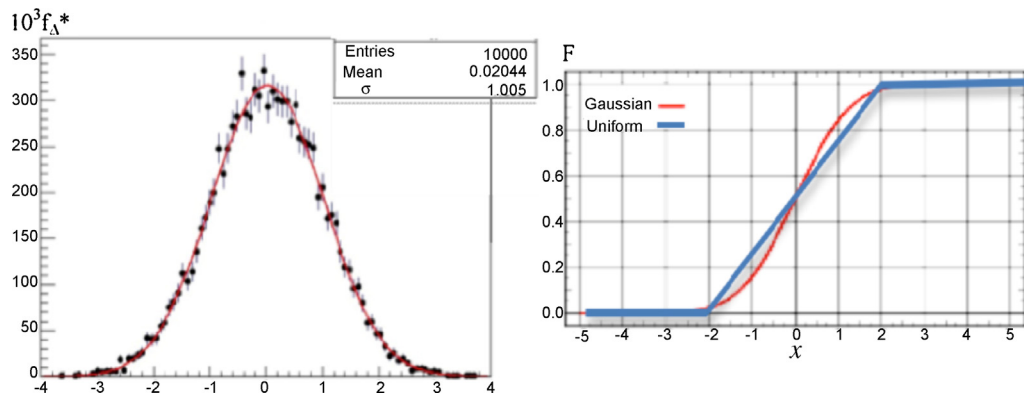 10³f_Δ*
350
300
250
200
150
100
50
0
-4 -3 -2 -1 0 1 2 3 4
Entries 10000
Mean 0.02044
σ 1.005
F
1.0
0.8
0.6
0.4
0.2
0.0
Gaussian
Uniform
-5 -4 -3 -2 -1 0 1 2 3 4 5
x